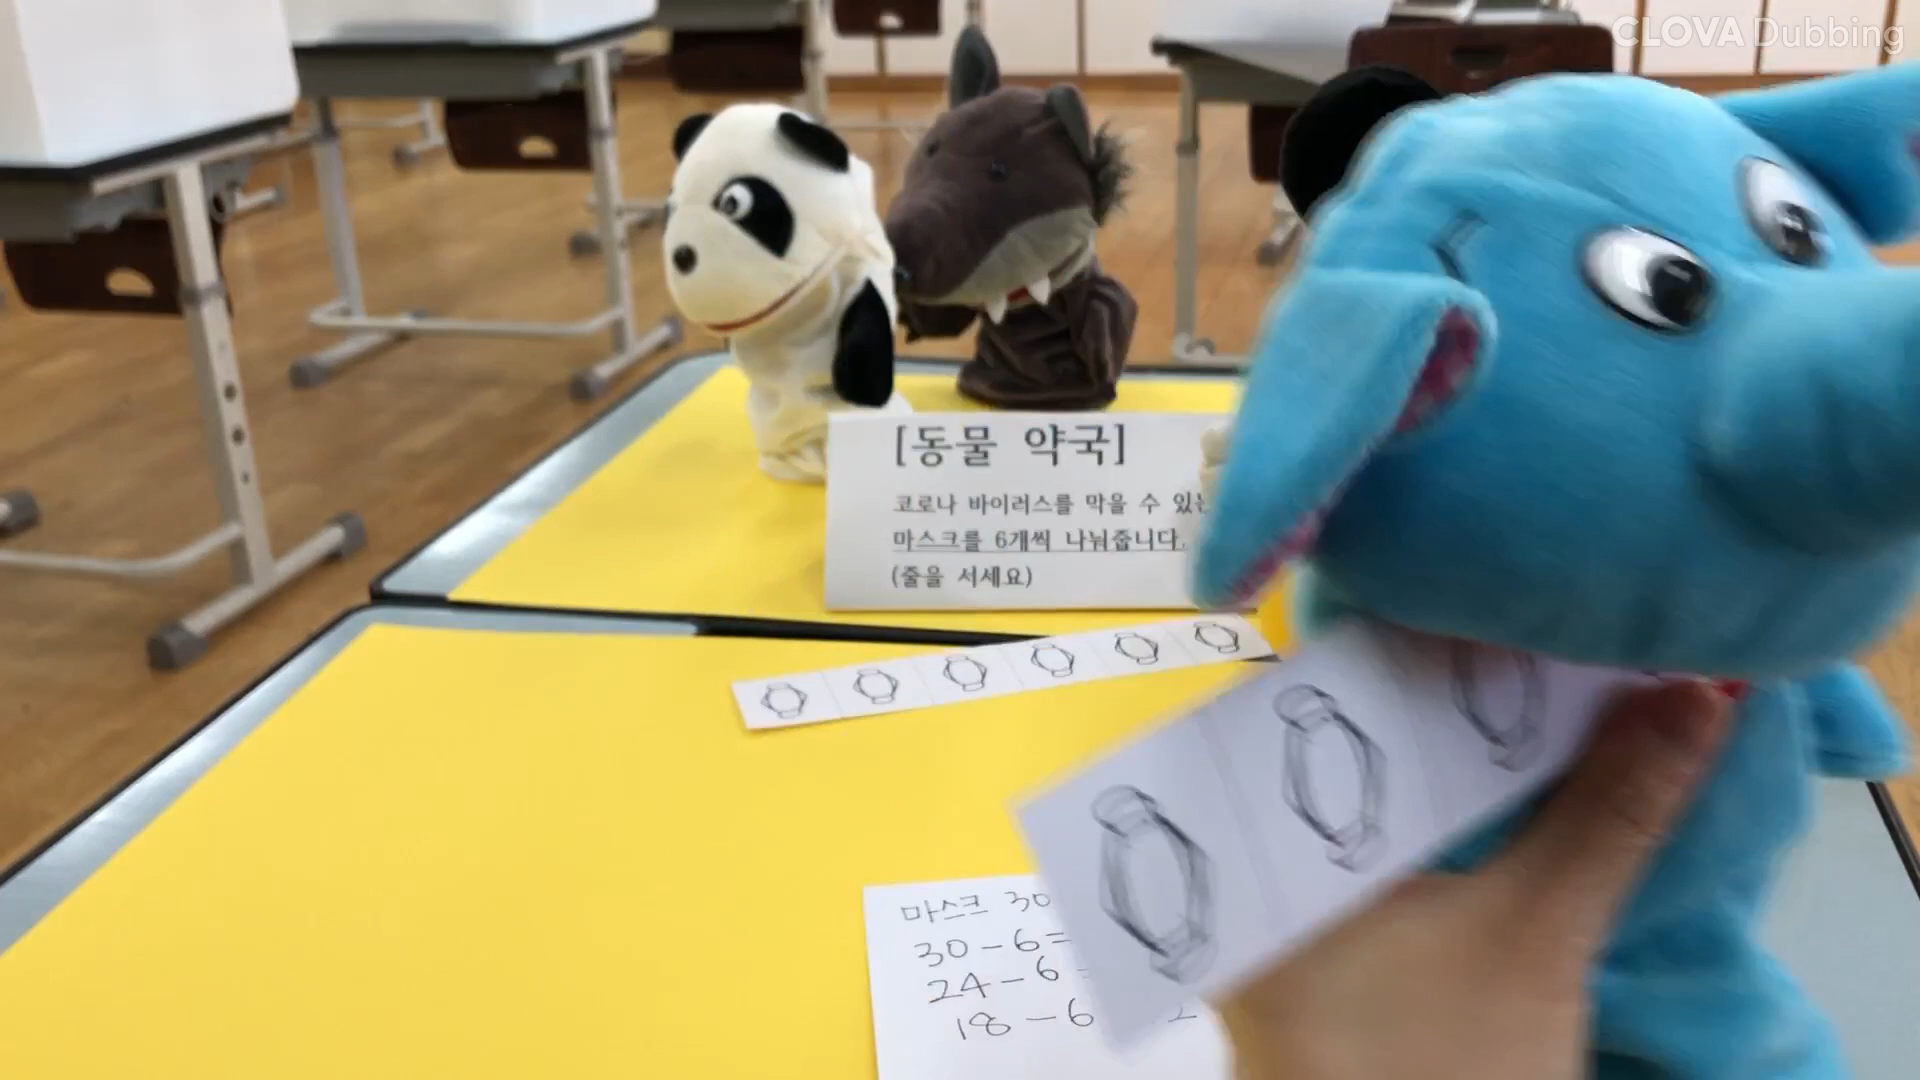 CLOVA Dubbing
[동물 약국]
코로나 바이러스를 막을 수 있는
마스크를 6개씩 나눠줍니다.
(줄을 서세요)
마스크 30
30-6=
24-6=
18-6 2